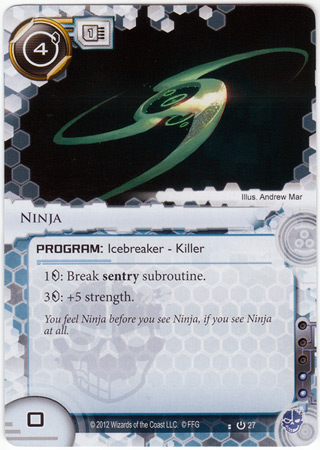 4
1
Illus. Andrew Mar
NINJA
PROGRAM: Icebreaker - Killer
1: Break sentry subroutine.
3: +5 strength.
You feel Ninja before you see Ninja, if you see Ninja
at all.
0
© 2012 Wizards of the Coast LLC. © FFG
27